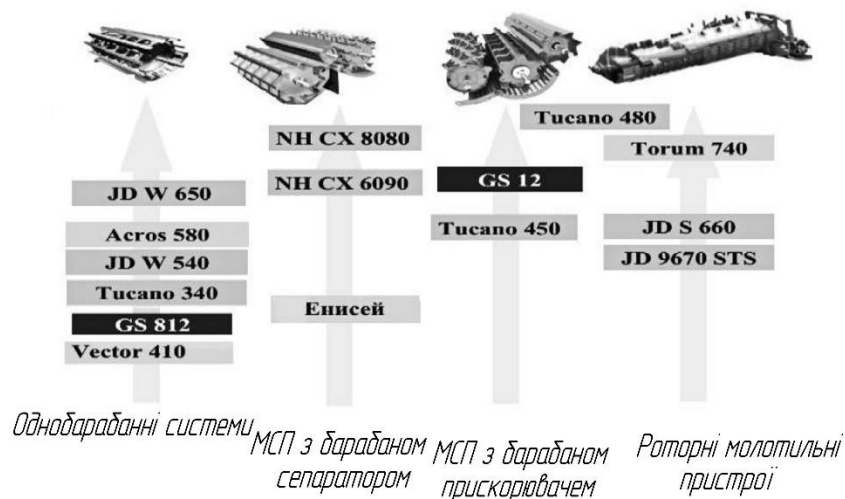 Tucano 480
NH CX 8080
Torum 740
NH CX 6090
GS 12
JD W 650
Tucano 450
JD S 660
Acros 580
JD W 540
JD 9670 STS
Tucano 340
Енисей
GS 812
Vector 410
Однобарабанні системи
МСП з барабаном
сепаратором
МСП з барабаном
прискорювачем
Роторні молотильні
пристрої